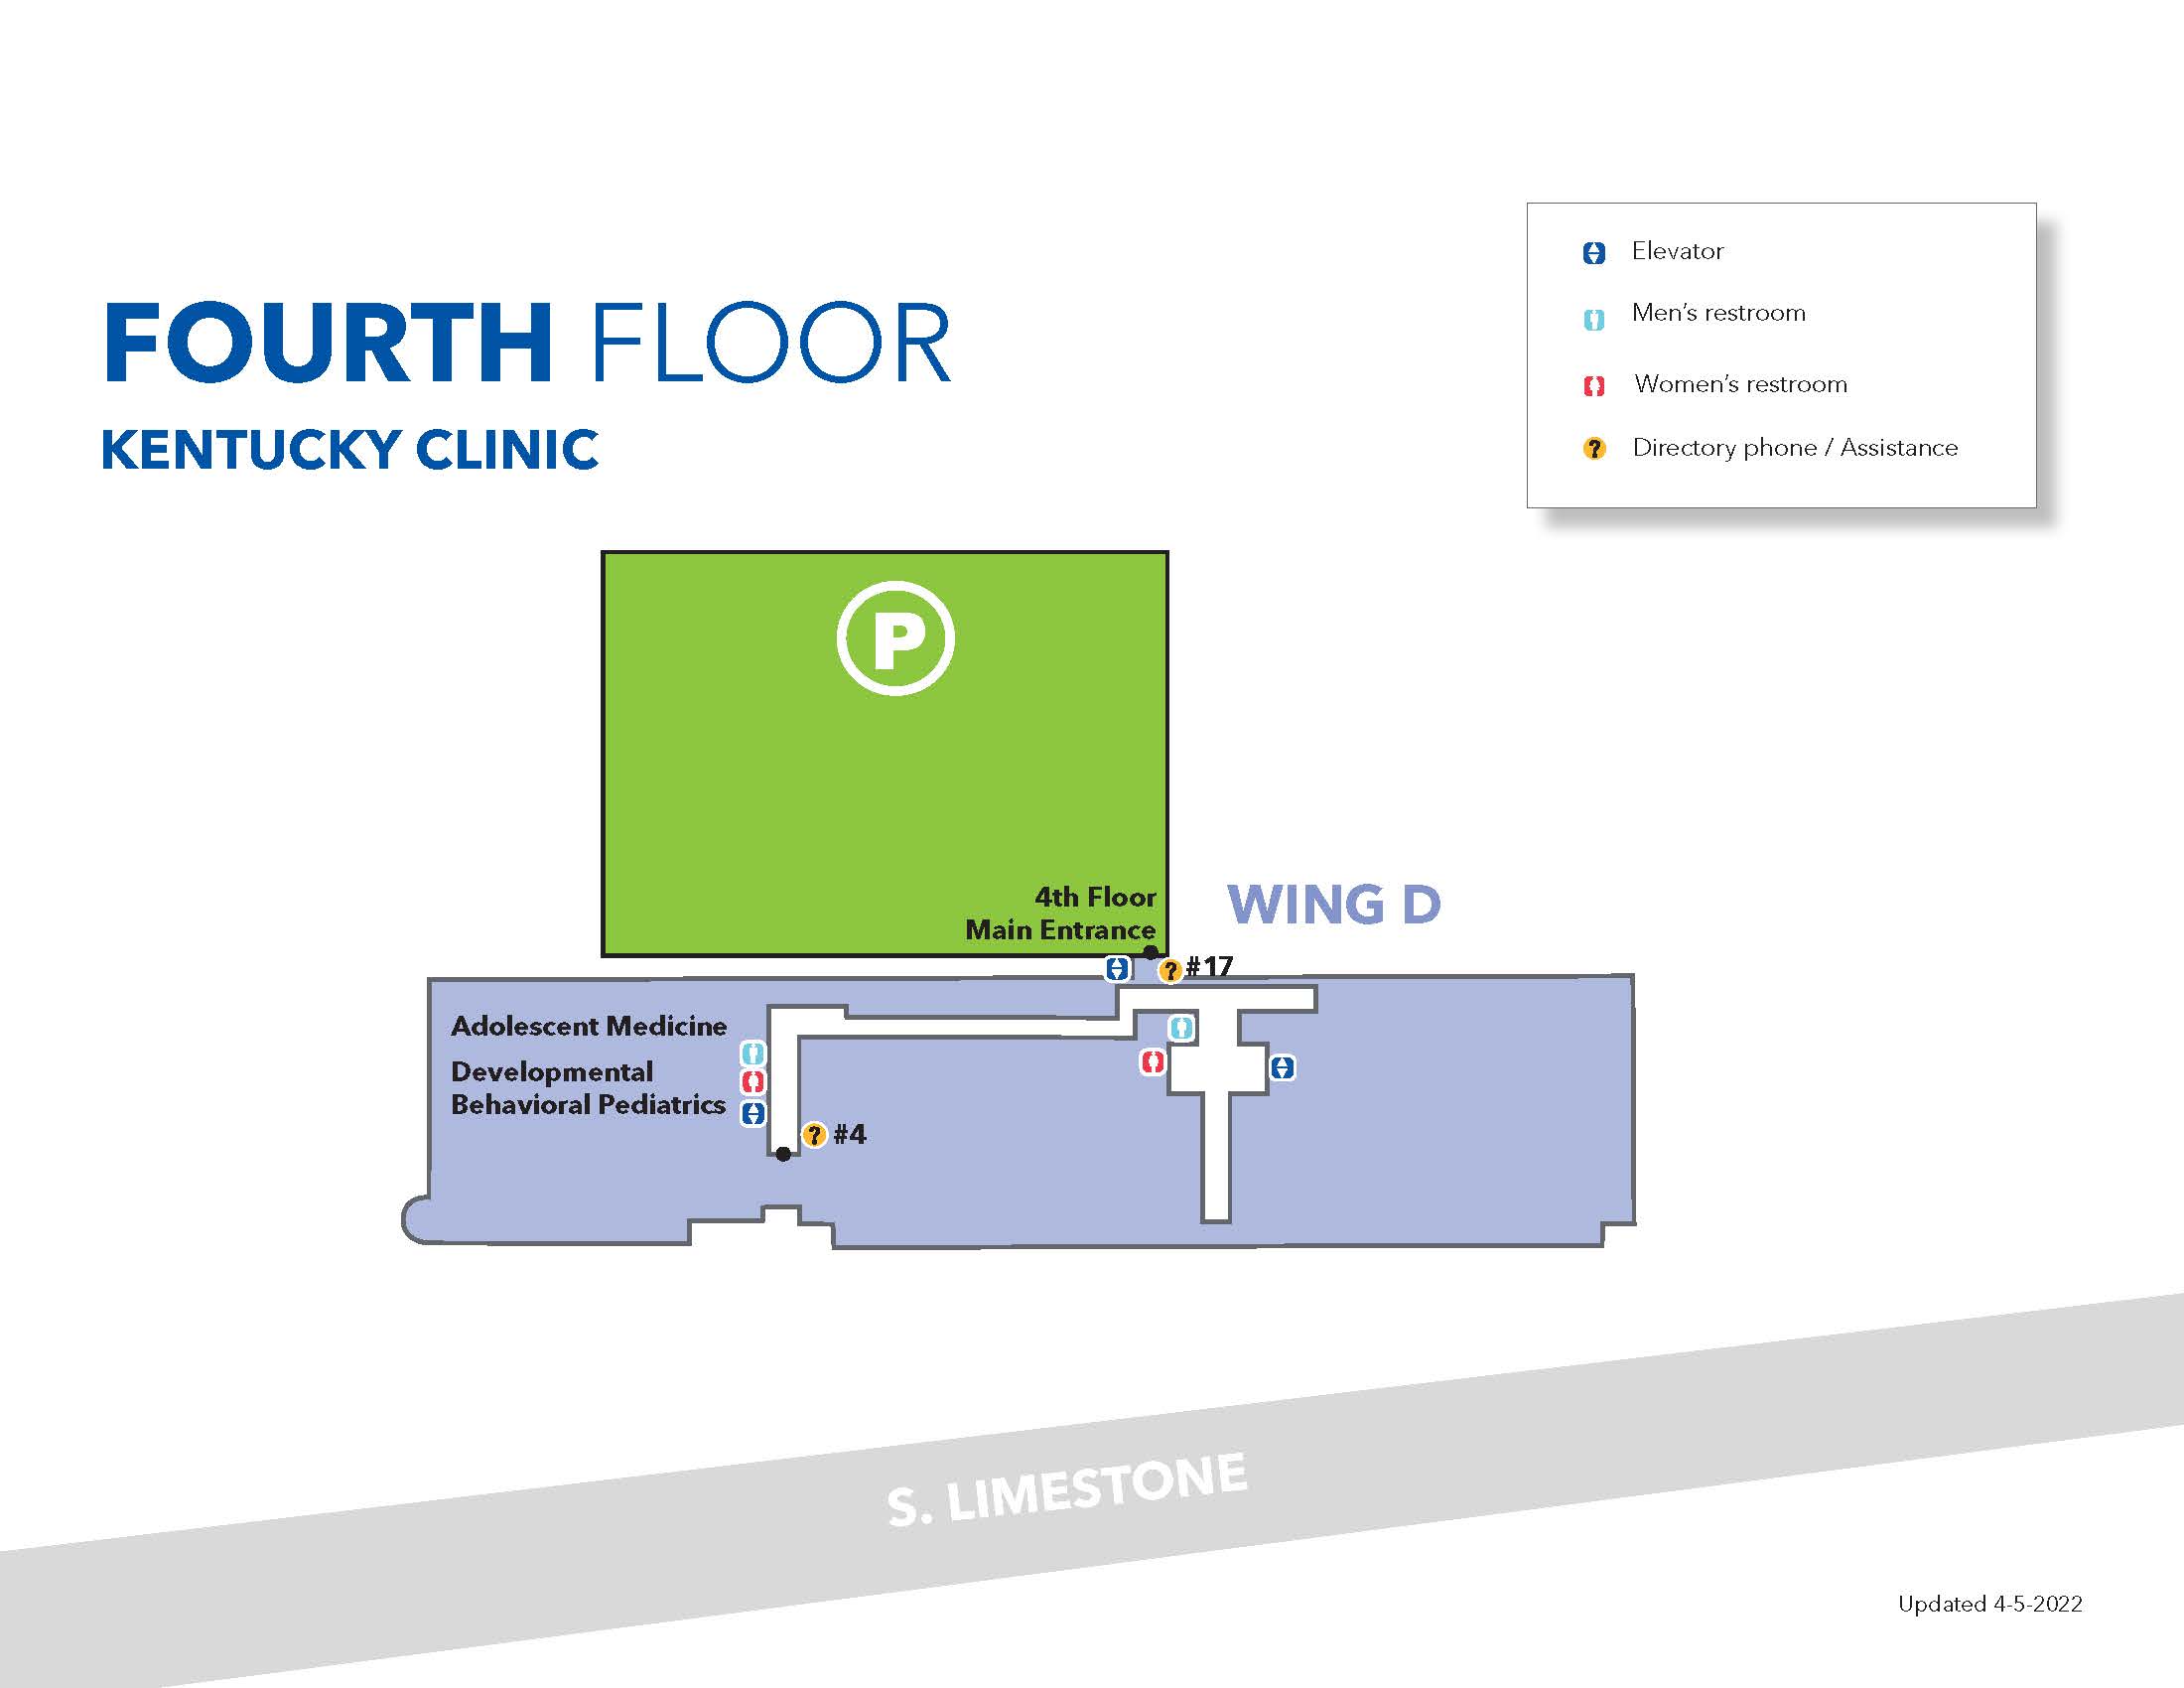 FOURTH FLOOR
KENTUCKY CLINIC
Elevator
Men’s restroom
Women’s restroom
? Directory phone / Assistance
P
4th Floor
Main Entrance
WING D
? #17
Adolescent Medicine
Developmental
Behavioral Pediatrics
? #4
S. LIMESTONE
Updated 4-5-2022